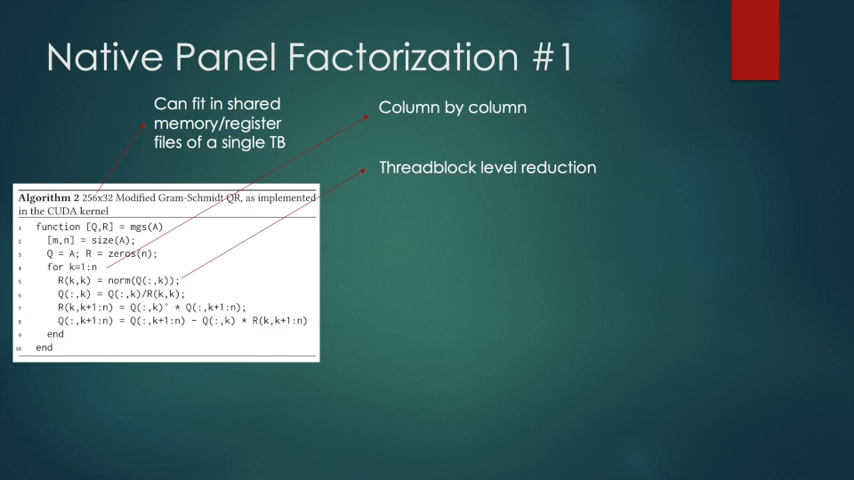 Native Panel Factorization #1
Can fit in shared
memory/register
files of a single TB
Column by column
Threadblock level reduction
Algorithm 2 256x32 Modified Gram-Schmidt QR, as implemented
in the CUDA kernel
1 function [Q,R] = mgs(A)
2 [m,n] = size(A);
3 Q = A; R = zeros(n);
4 for k=1:n
5 R(k,k) = norm(Q(:,k));
6 Q(:,k) = Q(:,k)/R(k,k);
7 R(k,k+1:n) = Q(:,k)' * Q(:,k+1:n);
8 Q(:,k+1:n) = Q(:,k+1:n) - Q(:,k) * R(k,k+1:n)
9 end
10 end